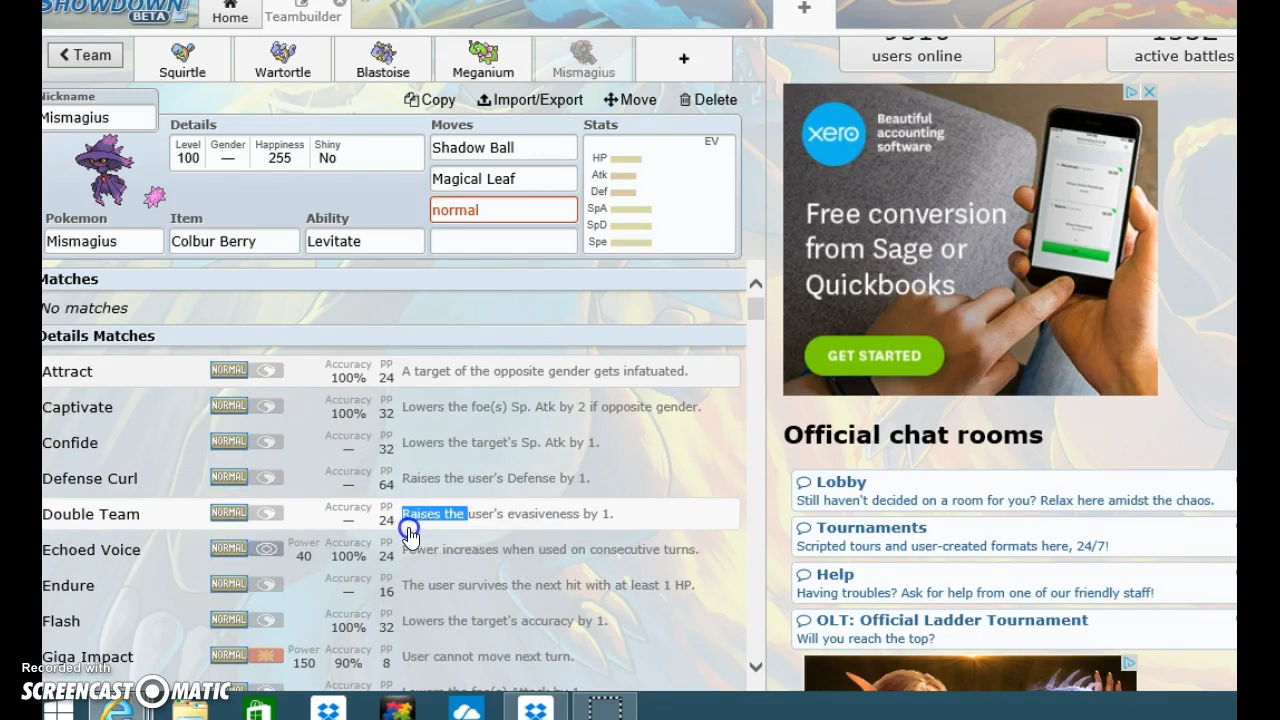 SHOWDOWN
BETA
Home
Teambuilder
+
users online
active battles
< Team
Squirtle
Wartortle
Blastoise
Meganium
Mismagius
+
Nickname
Mismagius
Copy
Import/Export
Move
Delete
Details
Level
100
Gender
—
Happiness
255
Shiny
No
Moves
Shadow Ball
Magical Leaf
normal
Stats
EV
HP
Atk
Def
SpA
SpD
Spe
Pokemon
Mismagius
Item
Colbur Berry
Ability
Levitate
Matches
No matches
Details Matches
Attract NORMAL Accuracy 100% PP 24 A target of the opposite gender gets infatuated.
Captivate NORMAL Accuracy 100% PP 32 Lowers the foe(s) Sp. Atk by 2 if opposite gender.
Confide NORMAL Accuracy — PP 32 Lowers the target's Sp. Atk by 1.
Defense Curl NORMAL Accuracy — PP 64 Raises the user's Defense by 1.
Double Team NORMAL Accuracy — PP 24 Raises the user's evasiveness by 1.
Echoed Voice NORMAL Power 40 Accuracy 100% PP 24 Power increases when used on consecutive turns.
Endure NORMAL Accuracy — PP 16 The user survives the next hit with at least 1 HP.
Flash NORMAL Accuracy 100% PP 32 Lowers the target's accuracy by 1.
Giga Impact NORMAL Power 150 Accuracy 90% PP 8 User cannot move next turn.
xero
Beautiful
accounting
software
Free conversion
from Sage or
Quickbooks
GET STARTED
Official chat rooms
Lobby
Still haven't decided on a room for you? Relax here amidst the chaos.
Tournaments
Scripted tours and user-created formats here, 24/7!
Help
Having troubles? Ask for help from one of our friendly staff!
OLT: Official Ladder Tournament
Will you reach the top?
Recorded with
SCREENCAST MATIC